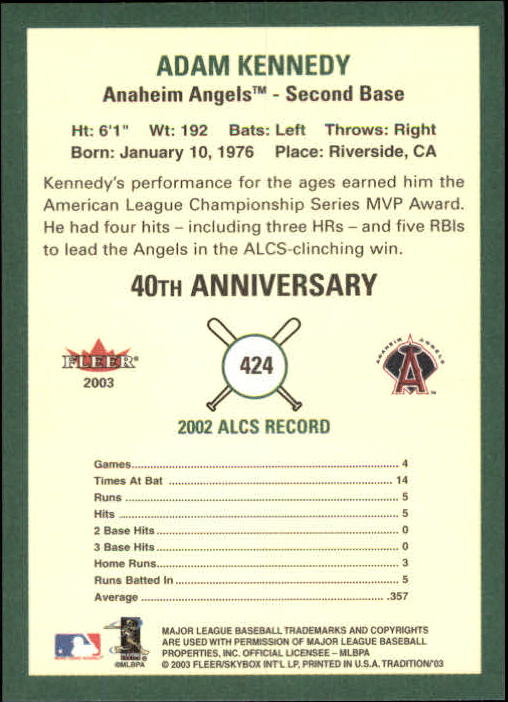 ADAM KENNEDY
Anaheim Angels™ - Second Base
Ht: 6'1" Wt: 192 Bats: Left Throws: Right
Born: January 10, 1976 Place: Riverside, CA
Kennedy's performance for the ages earned him the
American League Championship Series MVP Award.
He had four hits – including three HRs – and five RBIs
to lead the Angels in the ALCS-clinching win.
40TH ANNIVERSARY
FLEER®
2003
424
ANAHEIM ANGELS
A
™
2002 ALCS RECORD
Games 4
Times At Bat 14
Runs 5
Hits 5
2 Base Hits 0
3 Base Hits 0
Home Runs 3
Runs Batted In 5
Average .357
©MLBPA
MAJOR LEAGUE BASEBALL TRADEMARKS AND COPYRIGHTS
ARE USED WITH PERMISSION OF MAJOR LEAGUE BASEBALL
PROPERTIES, INC. OFFICIAL LICENSEE – MLBPA
© 2003 FLEER/SKYBOX INT'L LP, PRINTED IN U.S.A. TRADITION/'03